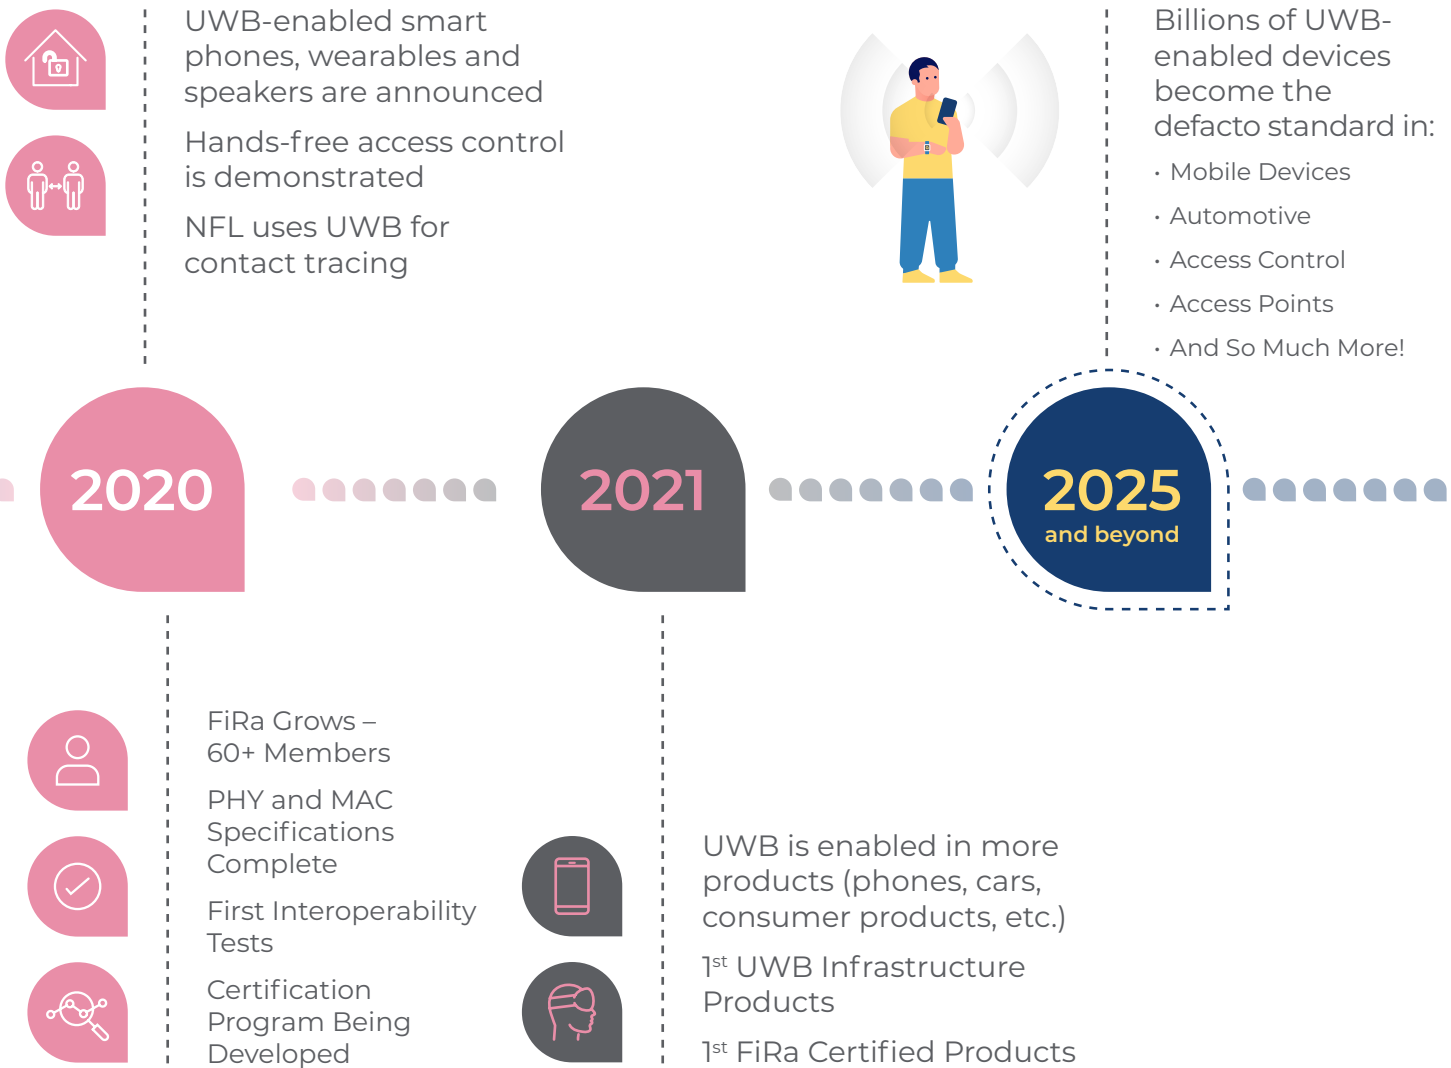 UWB-enabled smart
phones, wearables and
speakers are announced
Hands-free access control
is demonstrated
NFL uses UWB for
contact tracing
Billions of UWB-
enabled devices
become the
defacto standard in:
· Mobile Devices
· Automotive
· Access Control
· Access Points
· And So Much More!
2020
2021
2025
and beyond
FiRa Grows –
60+ Members
PHY and MAC
Specifications
Complete
First Interoperability
Tests
Certification
Program Being
Developed
UWB is enabled in more
products (phones, cars,
consumer products, etc.)
1st UWB Infrastructure
Products
1st FiRa Certified Products